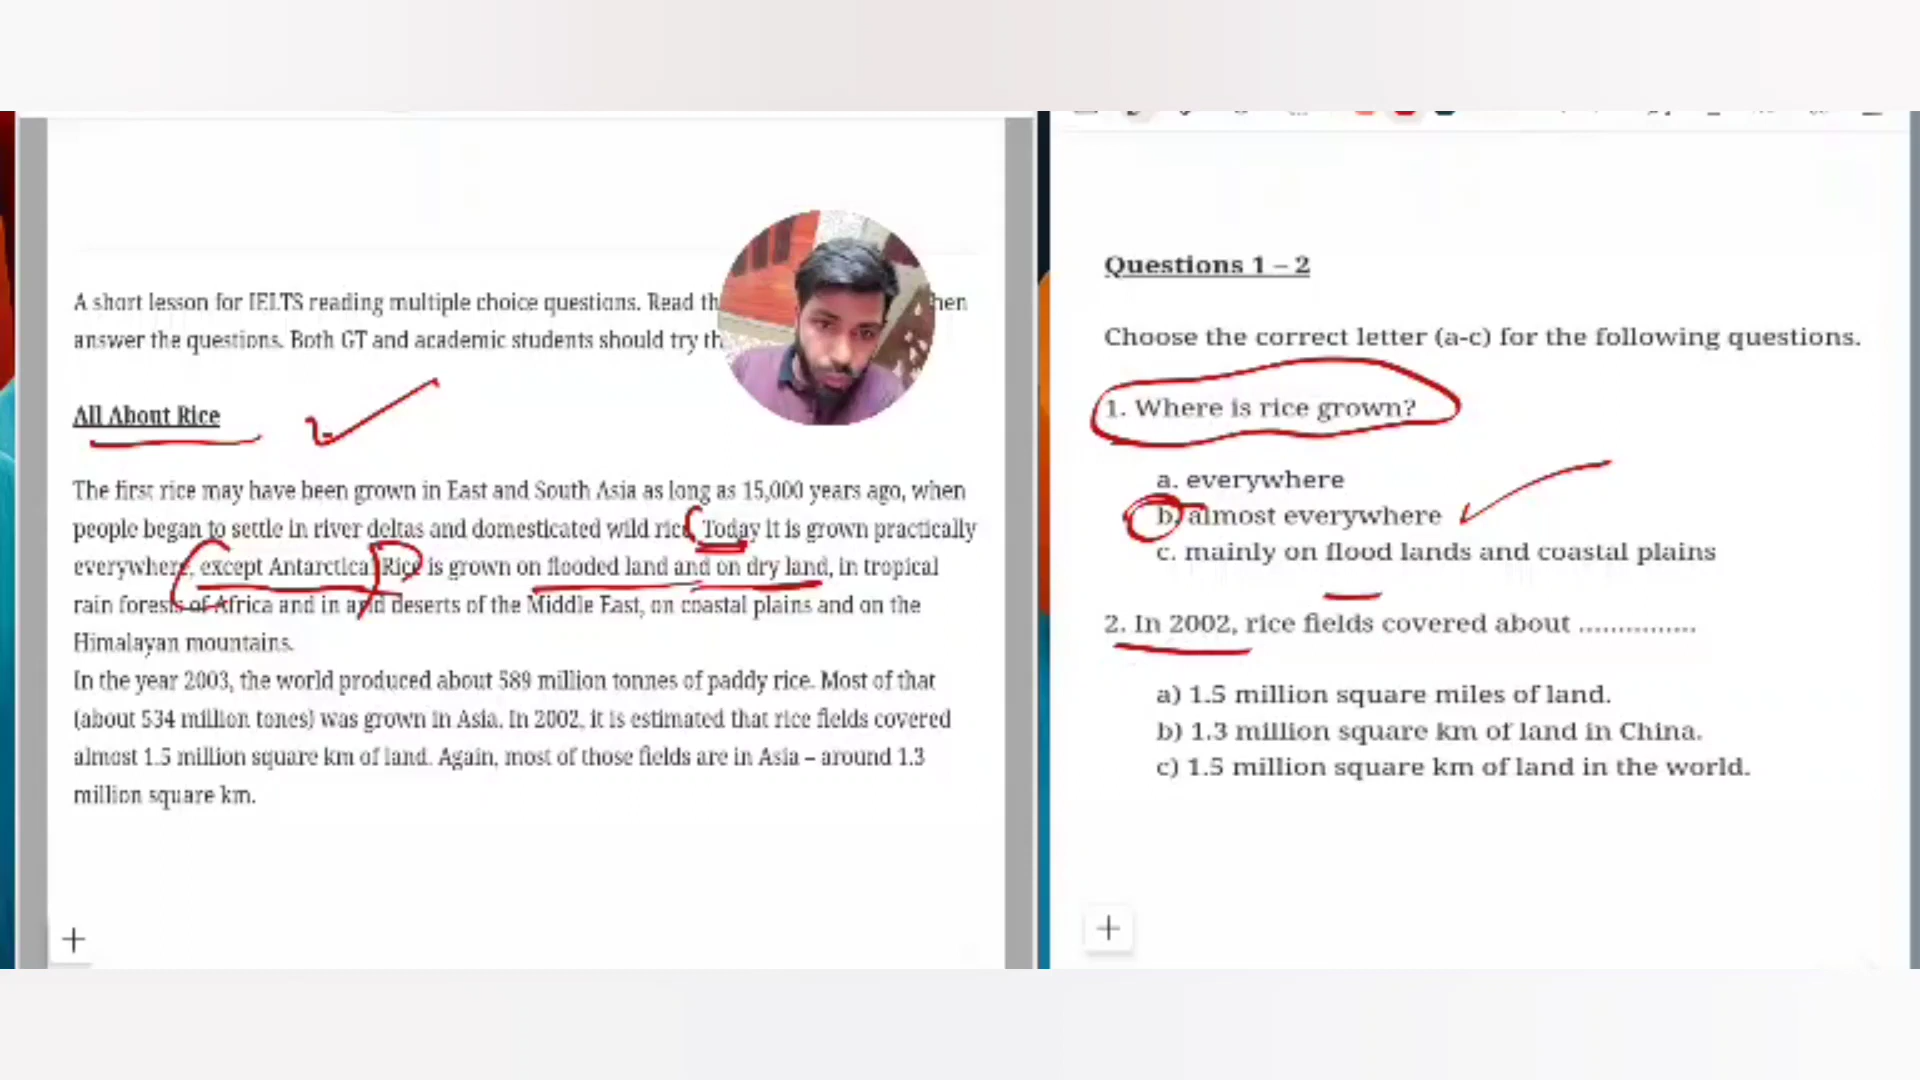 A short lesson for IELTS reading multiple choice questions. Read
answer the questions. Both GT and academic students should try
All About Rice
The first rice may have been grown in East and South Asia as long as 15,000 years ago, when
people began to settle in river deltas and domesticated wild rice. Today it is grown practically
everywhere, except Antarctica. Rice is grown on flooded land and on dry land, in tropical
rain forests of Africa and in arid deserts of the Middle East, on coastal plains and on the
Himalayan mountains.
In the year 2003, the world produced about 589 million tonnes of paddy rice. Most of that
(about 534 million tones) was grown in Asia. In 2002, it is estimated that rice fields covered
almost 1.5 million square km of land. Again, most of those fields are in Asia – around 1.3
million square km.
Questions 1 – 2
Choose the correct letter (a-c) for the following questions.
1. Where is rice grown?
a. everywhere
b. almost everywhere
c. mainly on flood lands and coastal plains
2. In 2002, rice fields covered about ...............
a) 1.5 million square miles of land.
b) 1.3 million square km of land in China.
c) 1.5 million square km of land in the world.